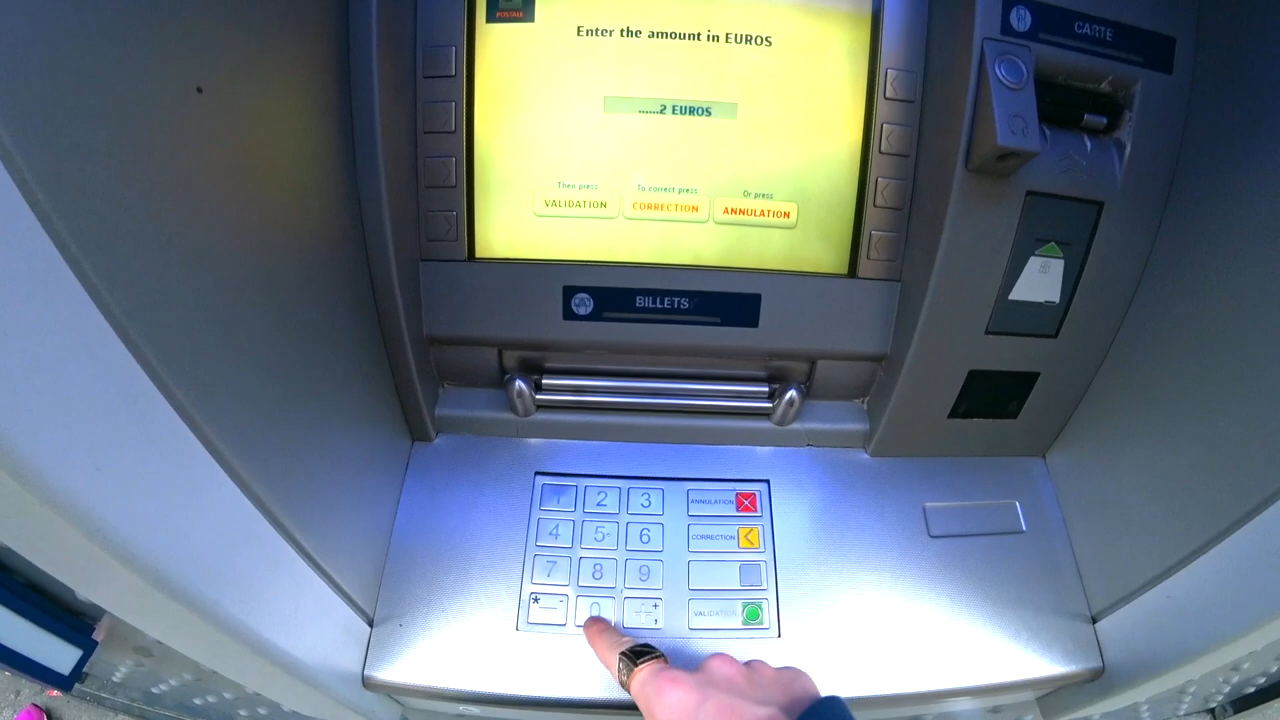 POSTALE
Enter the amount in EUROS
......2 EUROS
Then press
VALIDATION
To correct press
CORRECTION
Or press
ANNULATION
CARTE
BILLETS
1 2 3
ANNULATION
4 5 6
CORRECTION
7 8 9
* 0 + ,
VALIDATION